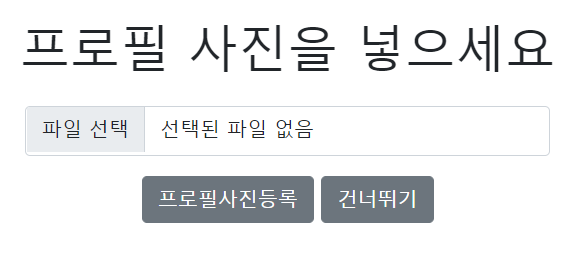 프로필 사진을 넣으세요
파일 선택 선택된 파일 없음
프로필사진등록 건너뛰기